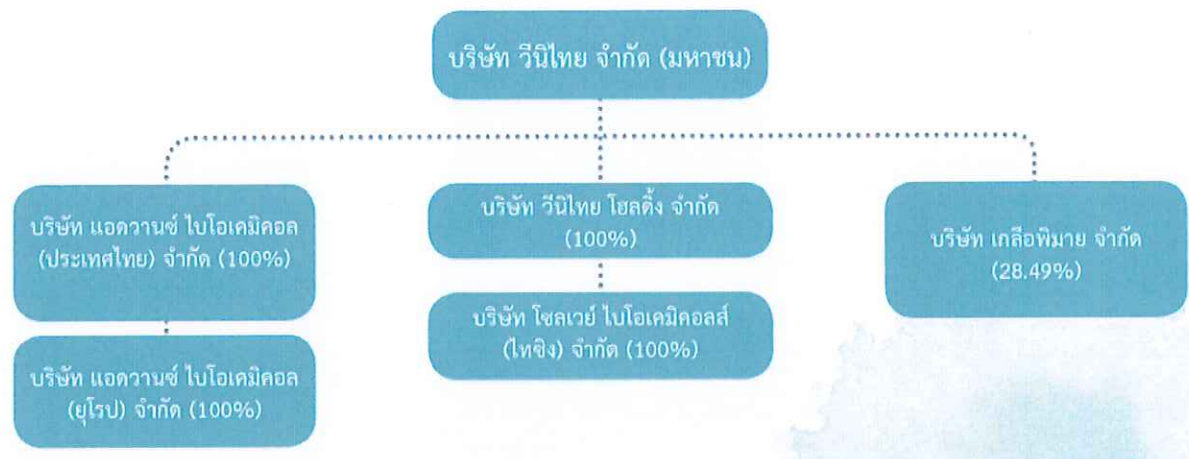 บริษัท วีนิไทย จำกัด (มหาชน)
บริษัท แอดวานซ์ ไบโอเคมิคอล
(ประเทศไทย) จำกัด (100%)
บริษัท แอดวานซ์ ไบโอเคมิคอล
(ยุโรป) จำกัด (100%)
บริษัท วีนิไทย โฮลดิ้ง จำกัด
(100%)
บริษัท โซลเวย์ ไบโอเคมิคอลส์
(ไทซิง) จำกัด (100%)
บริษัท เกลือพิมาย จำกัด
(28.49%)